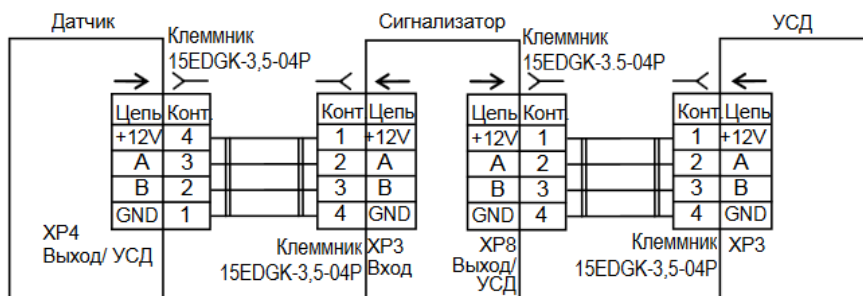 Датчик
Сигнализатор
УСД
Клеммник
15EDGK-3,5-04P
Клеммник
15EDGK-3.5-04P
Цепь Конт.
+12V 4
A 3
B 2
GND 1
Конт. Цепь
1 +12V
2 A
3 B
4 GND
Цепь Конт.
+12V 1
A 2
B 3
GND 4
Конт. Цепь
1 +12V
2 A
3 B
4 GND
XP4
Выход/ УСД
Клеммник
15EDGK-3,5-04P
XP3
Вход
XP8
Выход/
УСД
Клеммник
15EDGK-3,5-04P
XP3